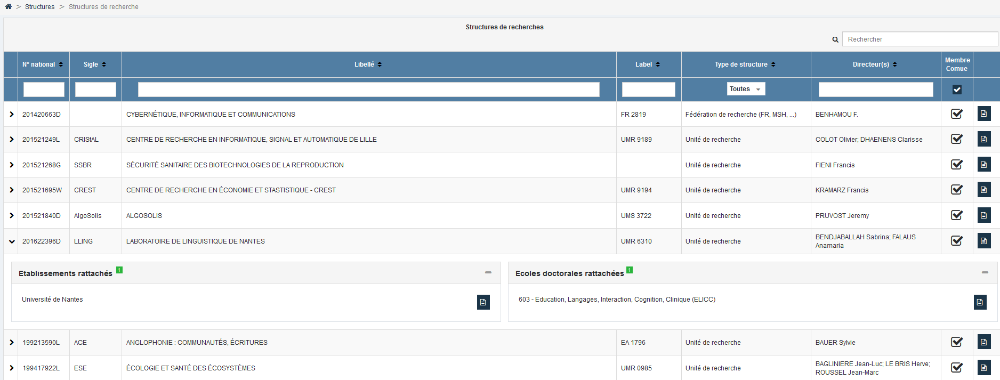 > Structures > Structures de recherche
Structures de recherches
Rechercher
N° national Sigle Libellé Label Type de structure Directeur(s) Membre Comue
Toutes
201420663D CYBERNÉTIQUE, INFORMATIQUE ET COMMUNICATIONS FR 2819 Fédération de recherche (FR, MSH, ...) BENHAMOU F.
201521249L CRIStAL CENTRE DE RECHERCHE EN INFORMATIQUE, SIGNAL ET AUTOMATIQUE DE LILLE UMR 9189 Unité de recherche COLOT Olivier; DHAENENS Clarisse
201521268G SSBR SÉCURITÉ SANITAIRE DES BIOTECHNOLOGIES DE LA REPRODUCTION Unité de recherche FIENI Francis
201521695W CREST CENTRE DE RECHERCHE EN ÉCONOMIE ET STASTISTIQUE - CREST UMR 9194 Unité de recherche KRAMARZ Francis
201521840D AlgoSolis ALGOSOLIS UMS 3722 Unité de recherche PRUVOST Jeremy
201622396D LLING LABORATOIRE DE LINGUISTIQUE DE NANTES UMR 6310 Unité de recherche BENDJABALLAH Sabrina; FALAUS Anamaria
Etablissements rattachés 1
Université de Nantes
Ecoles doctorales rattachées 1
603 - Education, Langages, Interaction, Cognition, Clinique (ELICC)
199213590L ACE ANGLOPHONIE : COMMUNAUTÉS, ÉCRITURES EA 1796 Unité de recherche BAUER Sylvie
199417922L ESE ÉCOLOGIE ET SANTÉ DES ÉCOSYSTÈMES UMR 0985 Unité de recherche BAGLINIERE Jean-Luc; LE BRIS Herve; ROUSSEL Jean-Marc